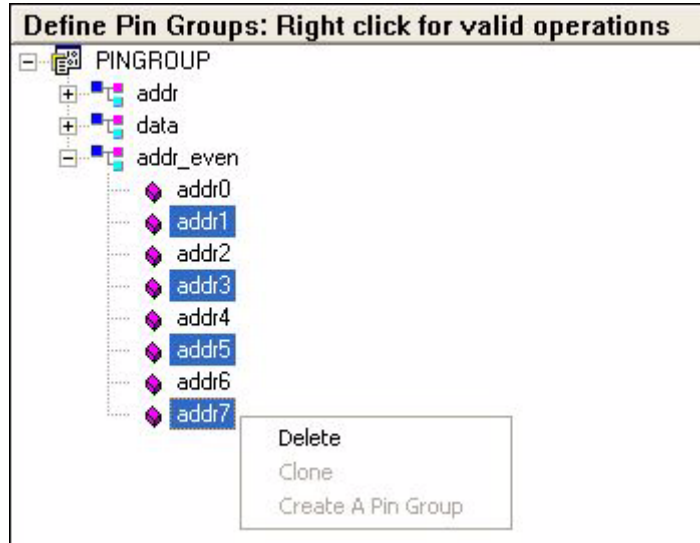 Define Pin Groups: Right click for valid operations
PINGROUP
addr
data
addr_even
addr0
addr1
addr2
addr3
addr4
addr5
addr6
addr7
Delete
Clone
Create A Pin Group